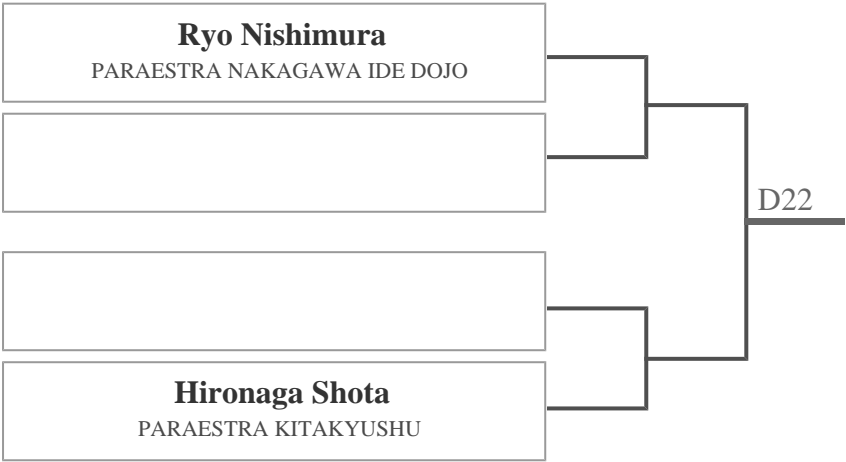 Ryo Nishimura
PARAESTRA NAKAGAWA IDE DOJO
D22
Hironaga Shota
PARAESTRA KITAKYUSHU